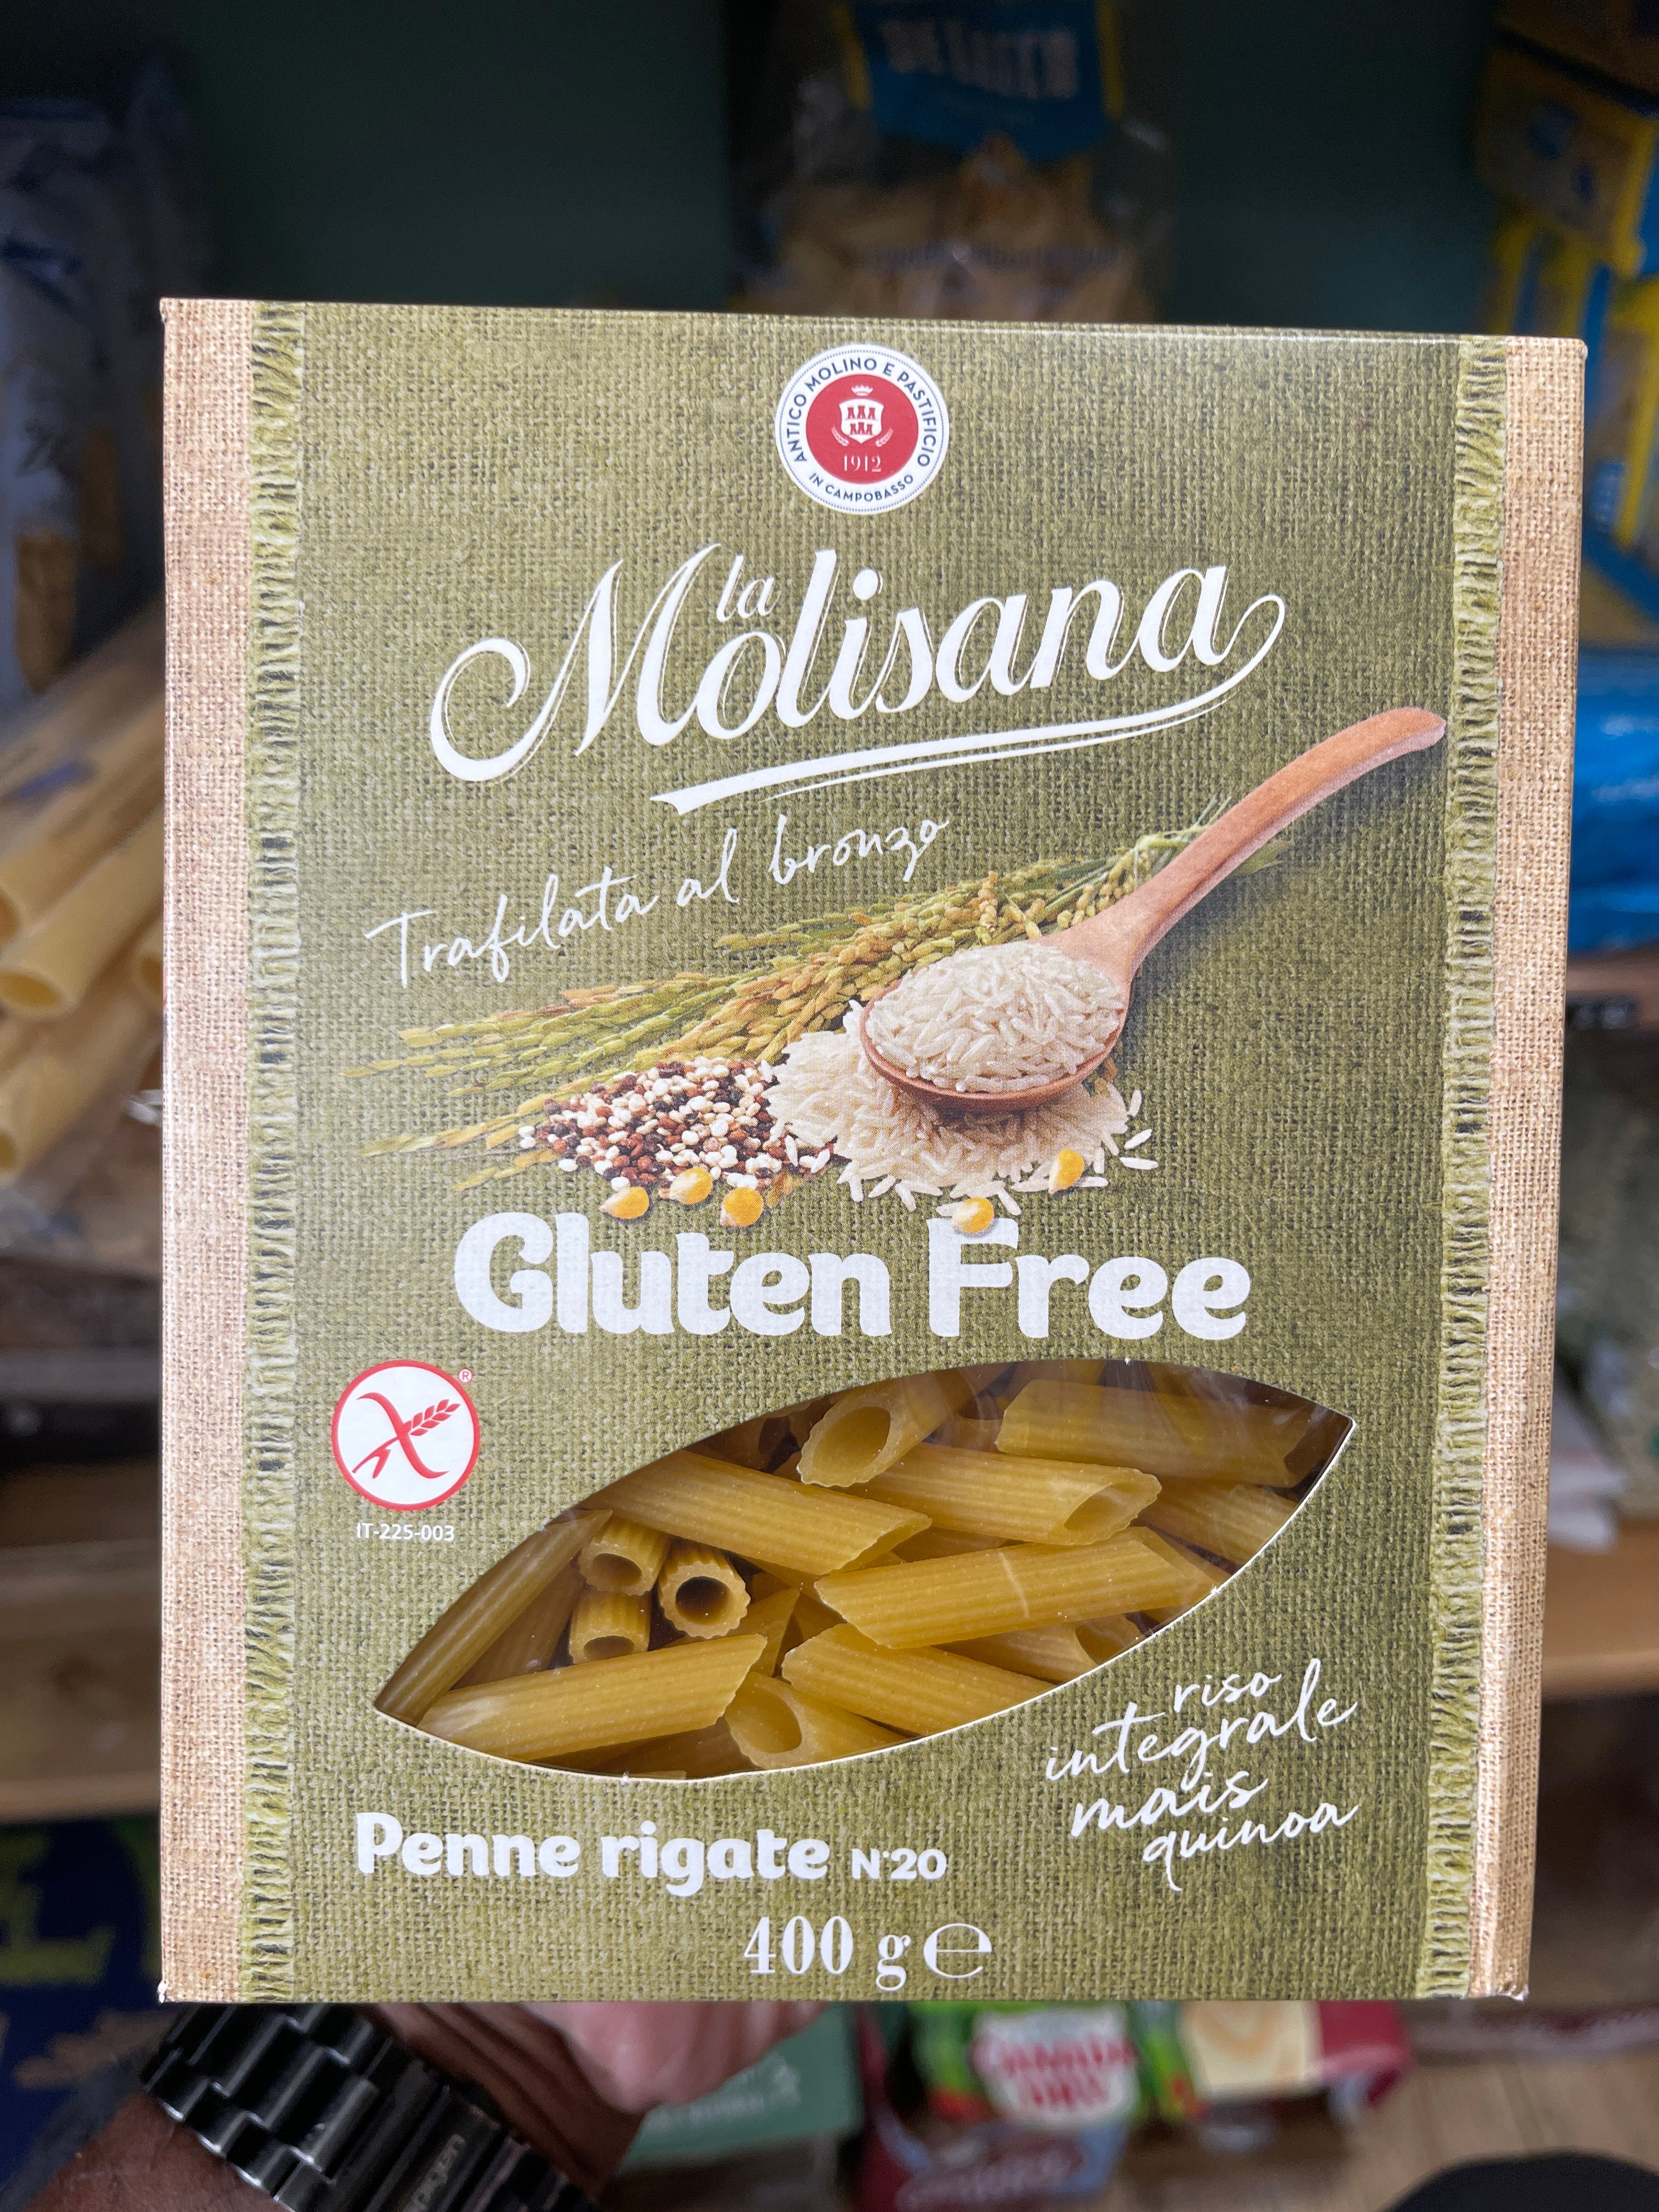 ANTICO MOLINO E PASTIFICIO
1912
IN CAMPOBASSO
la
Molisana
Trafilata al bronzo
Gluten Free
®
IT-225-003
riso
integrale
mais
quinoa
Penne rigate N°20
400 g ℮